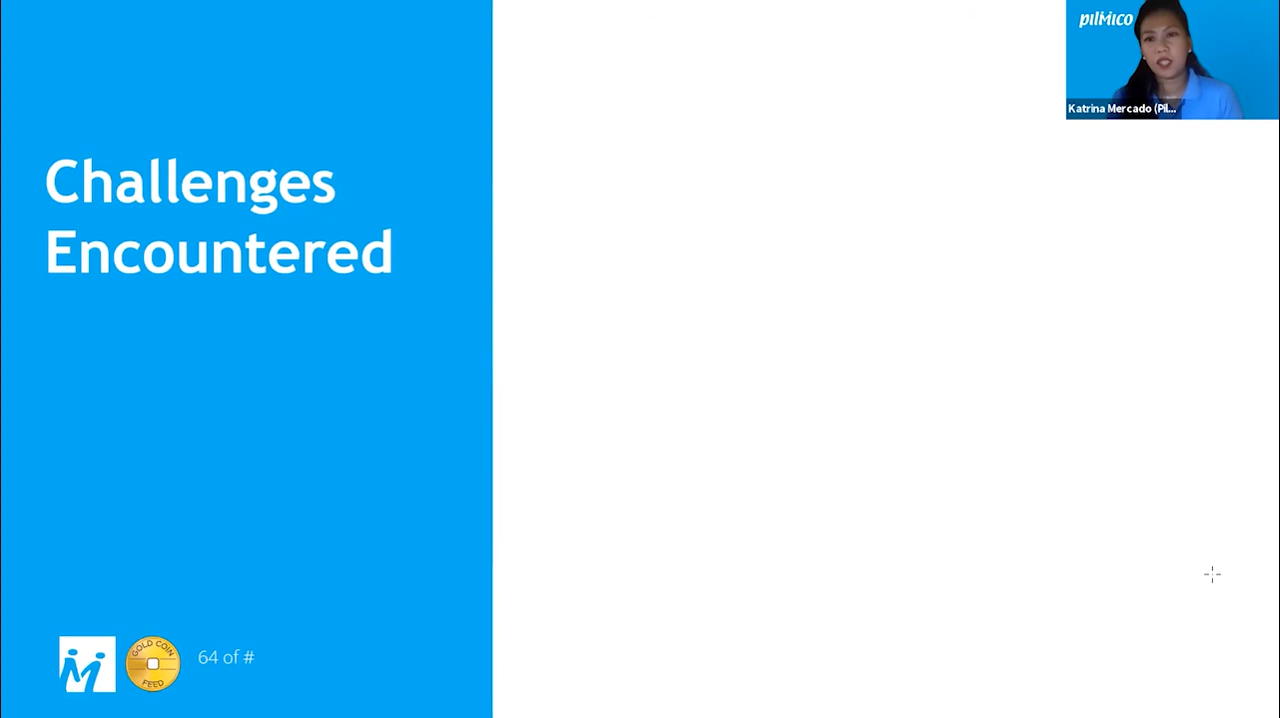 pilmico
Katrina Mercado (Pil...
Challenges
Encountered
GOLD COIN
FEED
64 of #